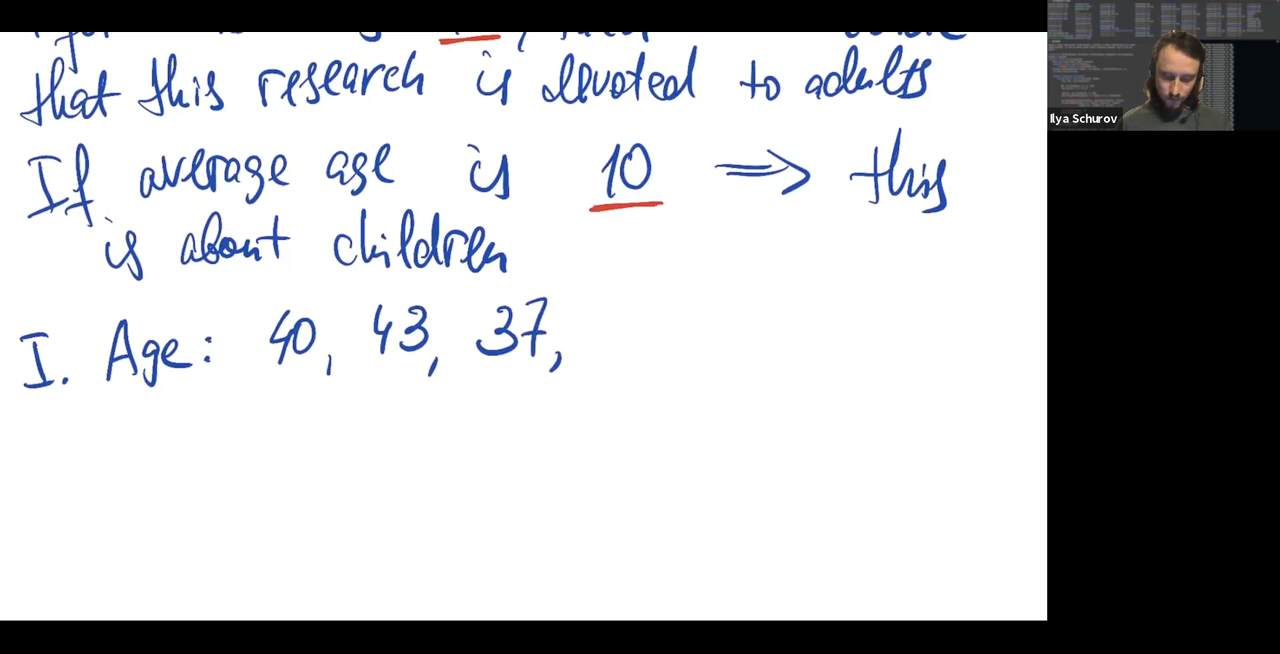 that this research is devoted to adults
If average age is 10 ⇒ this
is about children
I. Age: 40, 43, 37,
Ilya Schurov